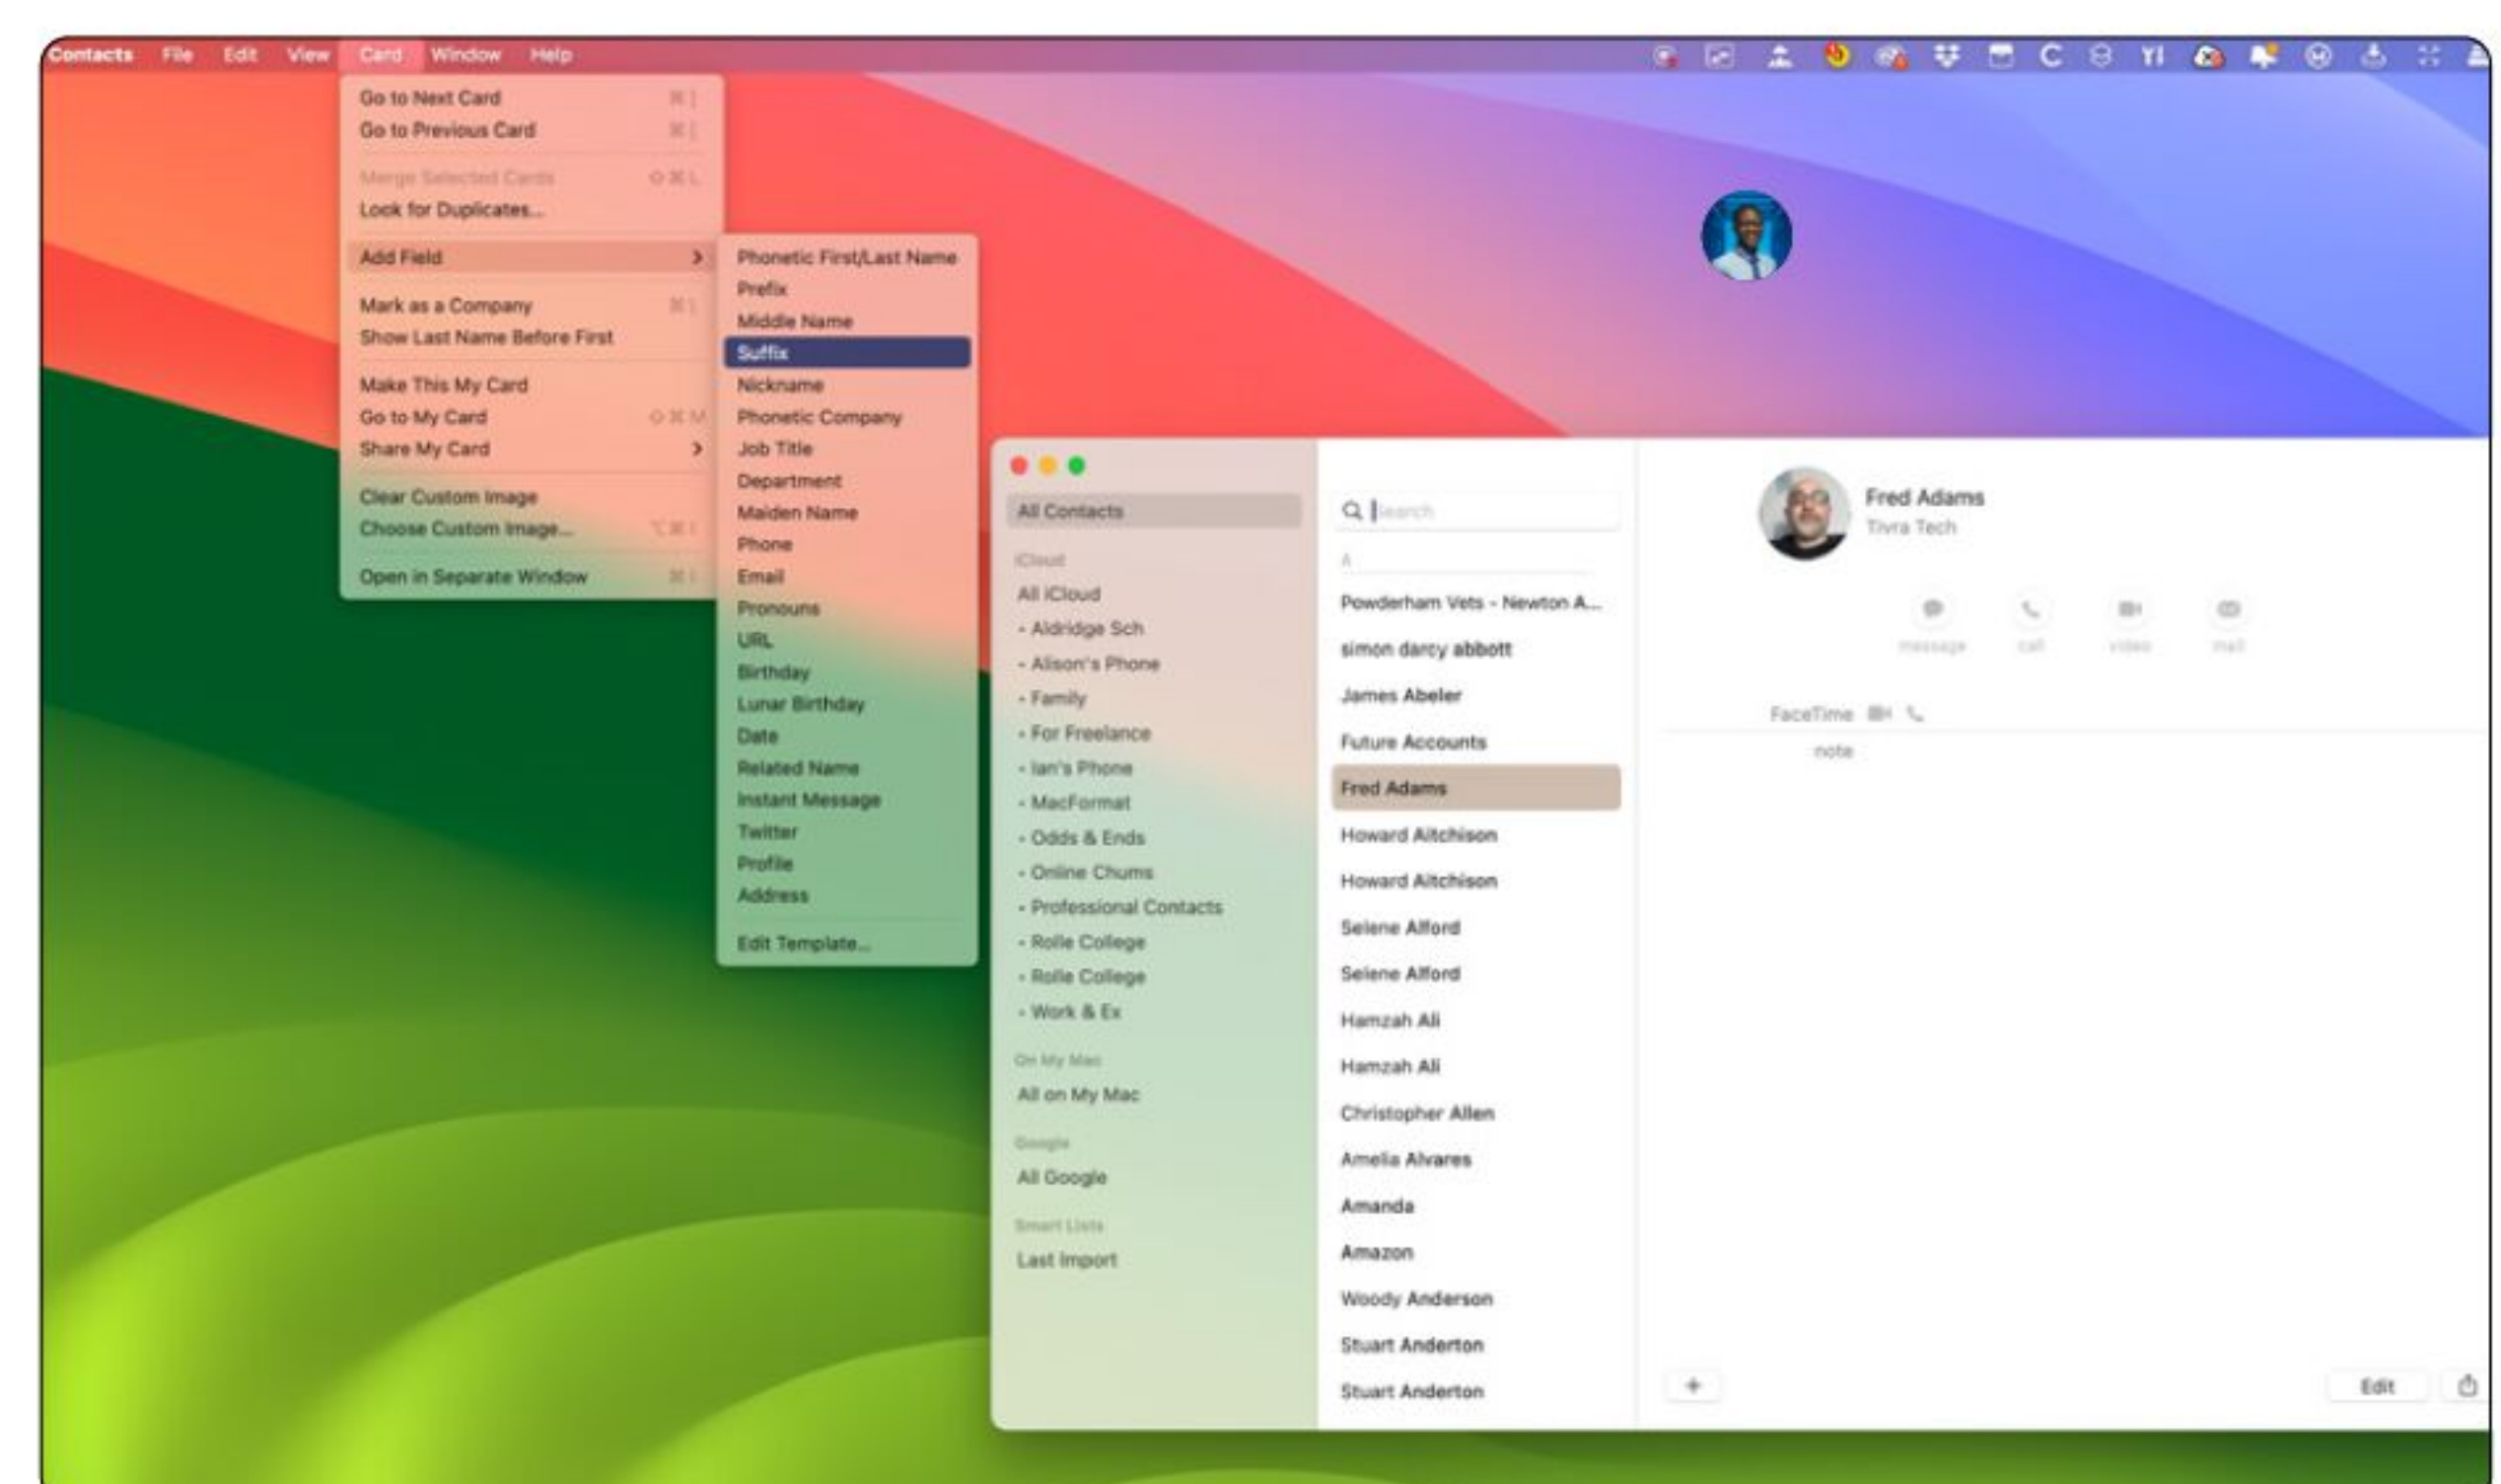 Contacts File Edit View Card Window Help
Go to Next Card ⌘]
Go to Previous Card ⌘[
Merge Selected Cards ⇧⌘L
Look for Duplicates...
Add Field >
Mark as a Company
Show Last Name Before First
Make This My Card
Go to My Card ⇧⌘M
Share My Card >
Clear Custom Image
Choose Custom Image...
Open in Separate Window
Phonetic First/Last Name
Prefix
Middle Name
Suffix
Nickname
Phonetic Company
Job Title
Department
Maiden Name
Phone
Email
Pronouns
URL
Birthday
Lunar Birthday
Date
Related Name
Instant Message
Twitter
Profile
Address
Edit Template...
All Contacts
iCloud
All iCloud
- Aldridge Sch
- Alison's Phone
- Family
- For Freelance
- Ian's Phone
- MacFormat
- Odds & Ends
- Online Chums
- Professional Contacts
- Rolle College
- Rolle College
- Work & Ex
On My Mac
All on My Mac
Google
All Google
Smart Lists
Last Import
Search
A
Powderham Vets - Newton A...
simon darcy abbott
James Abeler
Future Accounts
Fred Adams
Howard Aitchison
Howard Aitchison
Selene Alford
Selene Alford
Hamzah Ali
Hamzah Ali
Christopher Allen
Amelia Alvares
Amanda
Amazon
Woody Anderson
Stuart Anderton
Stuart Anderton
Fred Adams
Tivra Tech
message call video mail
FaceTime
note
+
Edit